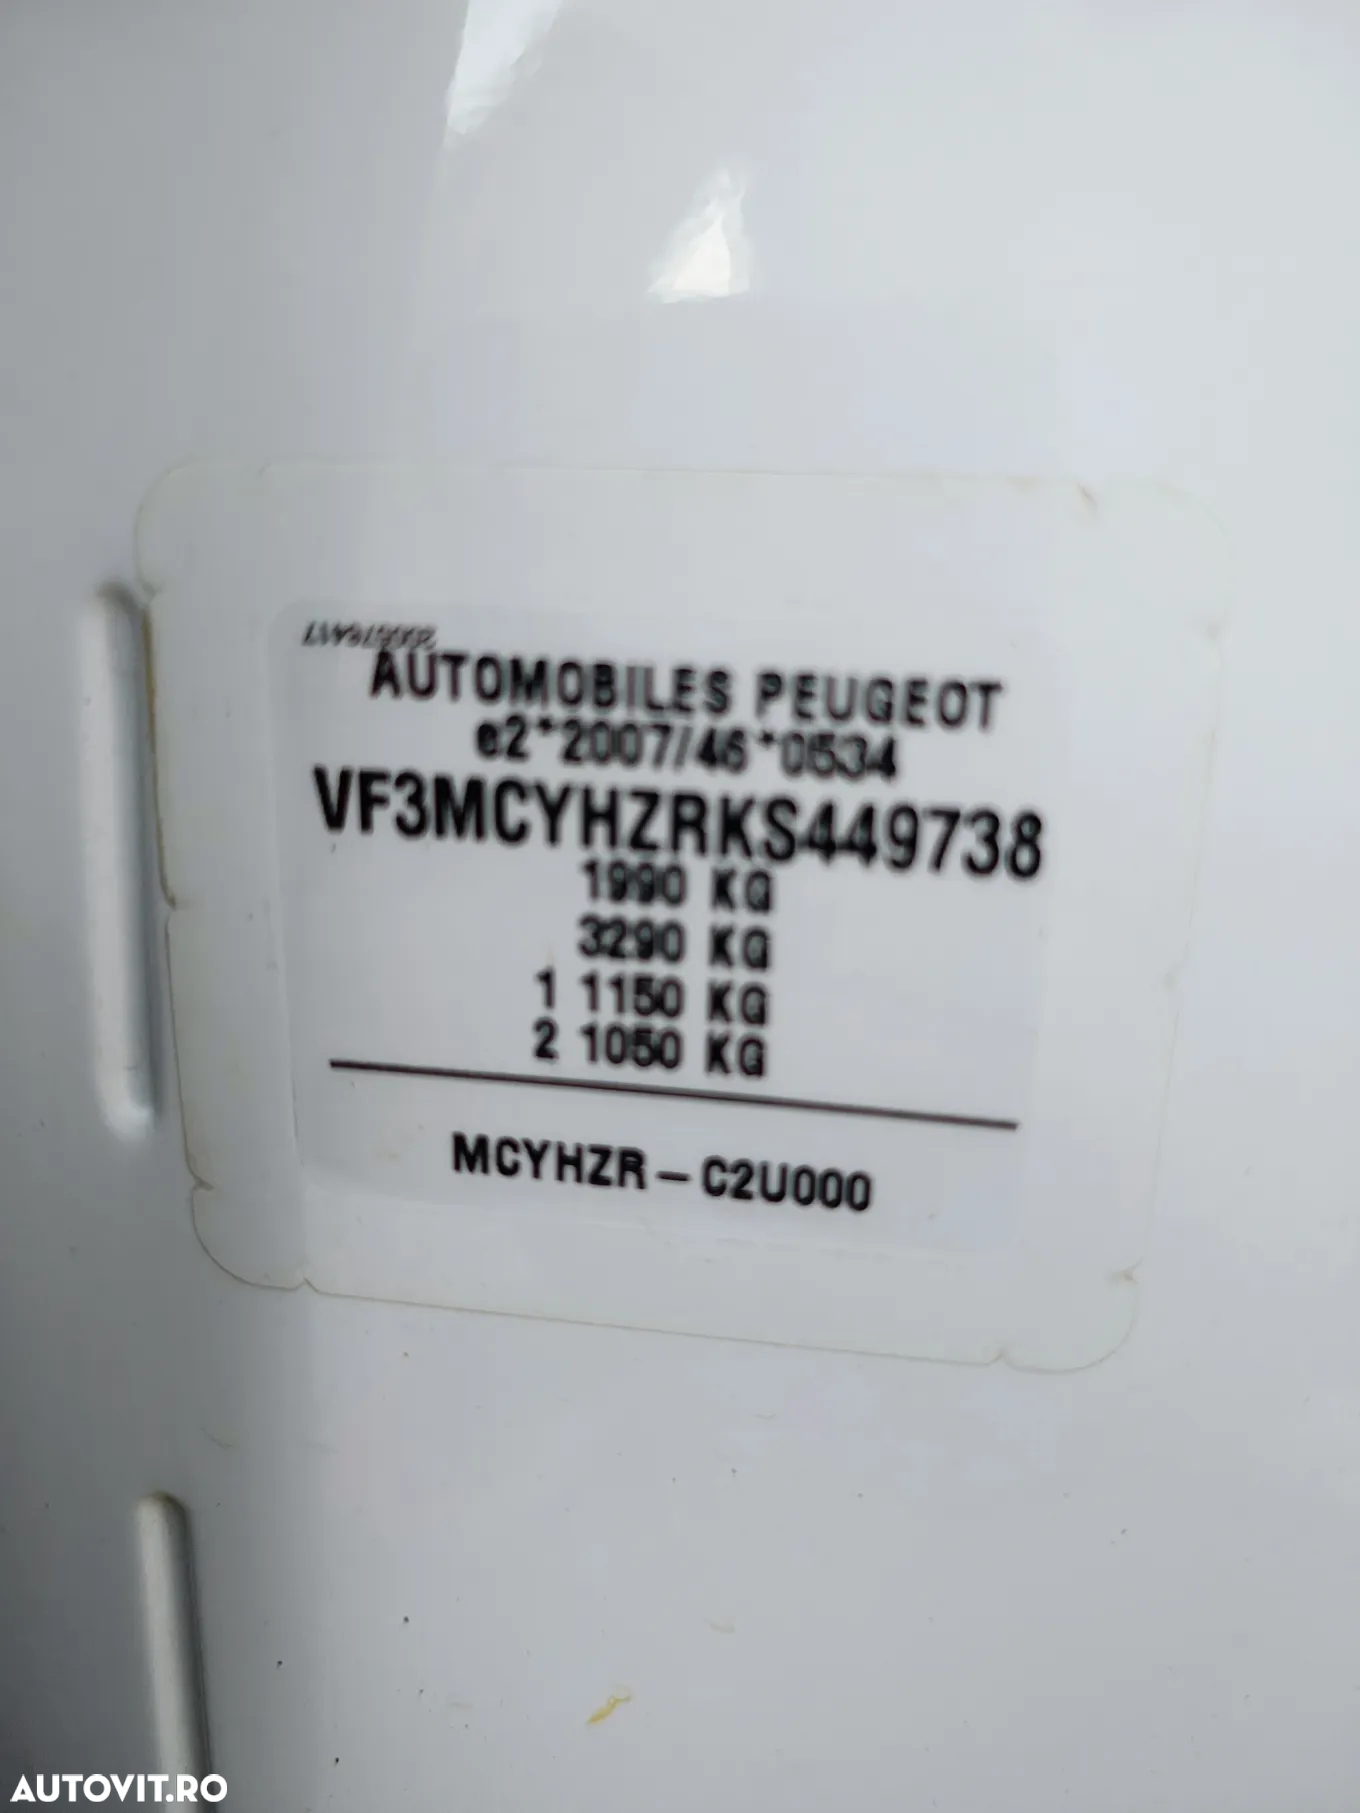 AUTOMOBILES PEUGEOT
e2*2007/46*0534
VF3MCYHZRKS449738
1990 KG
3290 KG
1 1150 KG
2 1050 KG
MCYHZR – C2U000
AUTOVIT.RO